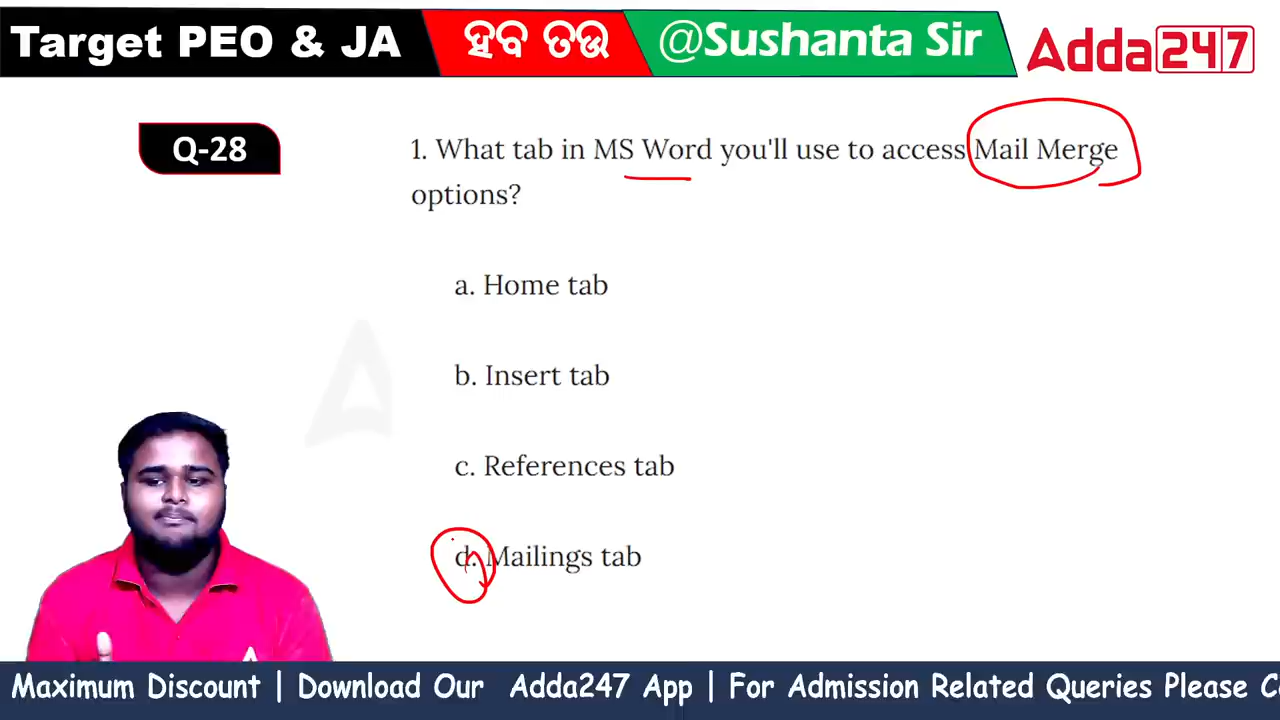 Target PEO & JA ହବ ତଉ @Sushanta Sir Adda247
Q-28
1. What tab in MS Word you'll use to access Mail Merge
options?
a. Home tab
b. Insert tab
c. References tab
d. Mailings tab
Maximum Discount | Download Our Adda247 App | For Admission Related Queries Please C